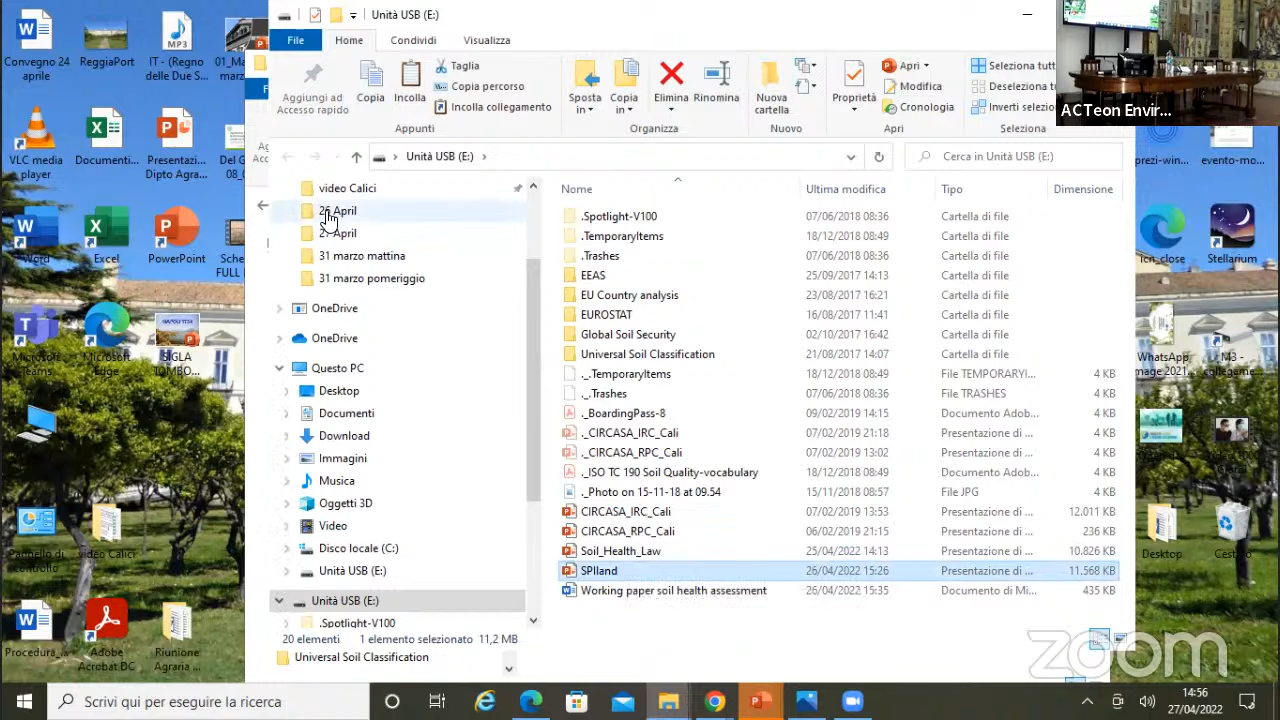 Convegno 24
aprile
ReggiaPort
IT - (Regno
delle Due S...
VLC media
player
Documenti...
Presentaz...
Dipto Agra...
Word
Excel
PowerPoint
Microsoft
Teams
Microsoft
Edge
SIGLA
TOMBO...
Pannello di
controllo
video Calici
Procedura_...
Adobe
Acrobat DC
Riunione
Agraria ...
Unità USB (E:)
File
Home
Condividi
Visualizza
Aggiungi ad
Accesso rapido
Copia
Incolla
Taglia
Copia percorso
Incolla collegamento
Appunti
Sposta
in
Copia
in
Elimina
Rinomina
Organizza
Nuova
cartella
Nuovo
Proprietà
Apri
Modifica
Cronologia
Apri
Seleziona tutt
Deseleziona tu
Inverti selezio
Seleziona
Unità USB (E:)
Cerca in Unità USB (E:)
video Calici
26 April
27 April
31 marzo mattina
31 marzo pomeriggio
OneDrive
OneDrive
Questo PC
Desktop
Documenti
Download
Immagini
Musica
Oggetti 3D
Video
Disco locale (C:)
Unità USB (E:)
Unità USB (E:)
.Spotlight-V100
20 elementi 1 elemento selezionato 11,2 MB
Universal Soil Classification
Nome Ultima modifica Tipo Dimensione
.Spotlight-V100 07/06/2018 08:36 Cartella di file
.TemporaryItems 18/12/2018 08:49 Cartella di file
.Trashes 07/06/2018 08:36 Cartella di file
EEAS 25/09/2017 14:13 Cartella di file
EU Country analysis 23/08/2017 16:21 Cartella di file
EUROSTAT 16/08/2017 11:41 Cartella di file
Global Soil Security 02/10/2017 16:42 Cartella di file
Universal Soil Classification 21/08/2017 14:07 Cartella di file
._.TemporaryItems 18/12/2018 08:49 File TEMPORARYI... 4 KB
._.Trashes 07/06/2018 08:36 File TRASHES 4 KB
._BoardingPass-8 09/02/2019 14:15 Documento Adob... 4 KB
._CIRCASA_IRC_Cali 07/02/2019 21:18 Presentazione di ... 4 KB
._CIRCASA_RPC_Cali 07/02/2019 13:02 Presentazione di ... 4 KB
._ISO TC 190 Soil Quality-vocabulary 18/12/2018 08:49 Documento Adob... 4 KB
._Photo on 15-11-18 at 09.54 15/11/2018 08:57 File JPG 4 KB
CIRCASA_IRC_Cali 07/02/2019 13:53 Presentazione di ... 12.011 KB
CIRCASA_RPC_Cali 06/02/2019 21:15 Presentazione di ... 236 KB
Soil_Health_Law 25/04/2022 14:13 Presentazione di ... 10.826 KB
SPIland 26/04/2022 15:26 Presentazione di ... 11.568 KB
Working paper soil health assessment 26/04/2022 15:35 Documento di Mi... 435 KB
ACTeon Envir...
prezi-win...
evento-mo...
icn_close
Stellarium
WhatsApp
Image 2021...
M3 -
collegame...
Desktop
Cestino
zoom
Scrivi qui per eseguire la ricerca
14:56
27/04/2022